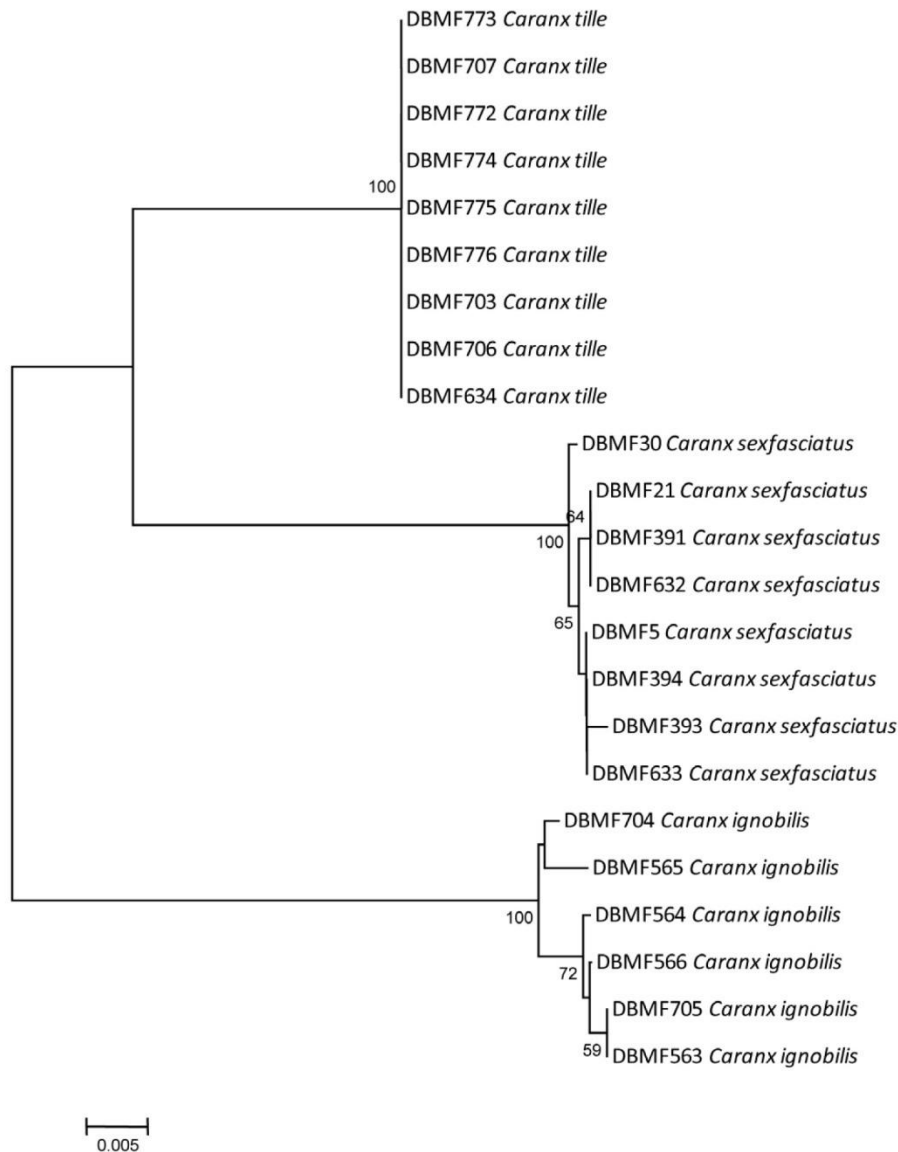 DBMF773 Caranx tille
DBMF707 Caranx tille
DBMF772 Caranx tille
DBMF774 Caranx tille
100
DBMF775 Caranx tille
DBMF776 Caranx tille
DBMF703 Caranx tille
DBMF706 Caranx tille
DBMF634 Caranx tille
DBMF30 Caranx sexfasciatus
DBMF21 Caranx sexfasciatus
64
100
DBMF391 Caranx sexfasciatus
DBMF632 Caranx sexfasciatus
65
DBMF5 Caranx sexfasciatus
DBMF394 Caranx sexfasciatus
DBMF393 Caranx sexfasciatus
DBMF633 Caranx sexfasciatus
DBMF704 Caranx ignobilis
DBMF565 Caranx ignobilis
100
DBMF564 Caranx ignobilis
DBMF566 Caranx ignobilis
72
DBMF705 Caranx ignobilis
59
DBMF563 Caranx ignobilis
0.005